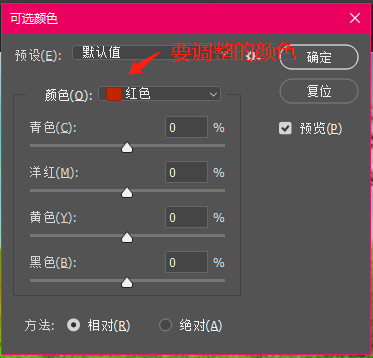 可选颜色
预设(E): 默认值
要调整的颜色
确定
颜色(O): 红色
复位
青色(C): 0 %
预览(P)
洋红(M): 0 %
黄色(Y): 0 %
黑色(B): 0 %
方法: 相对(R) 绝对(A)